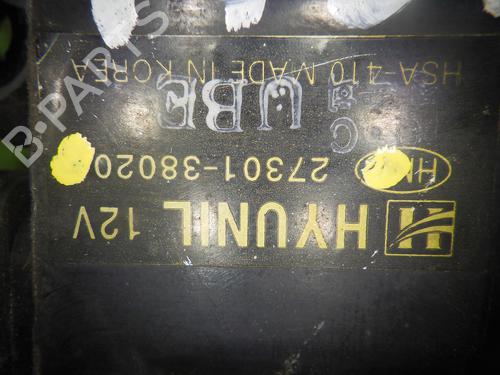 HYUNIL 12V
27301-38020
UBE
HSA-410 MADE IN KOREA
B-PARTS